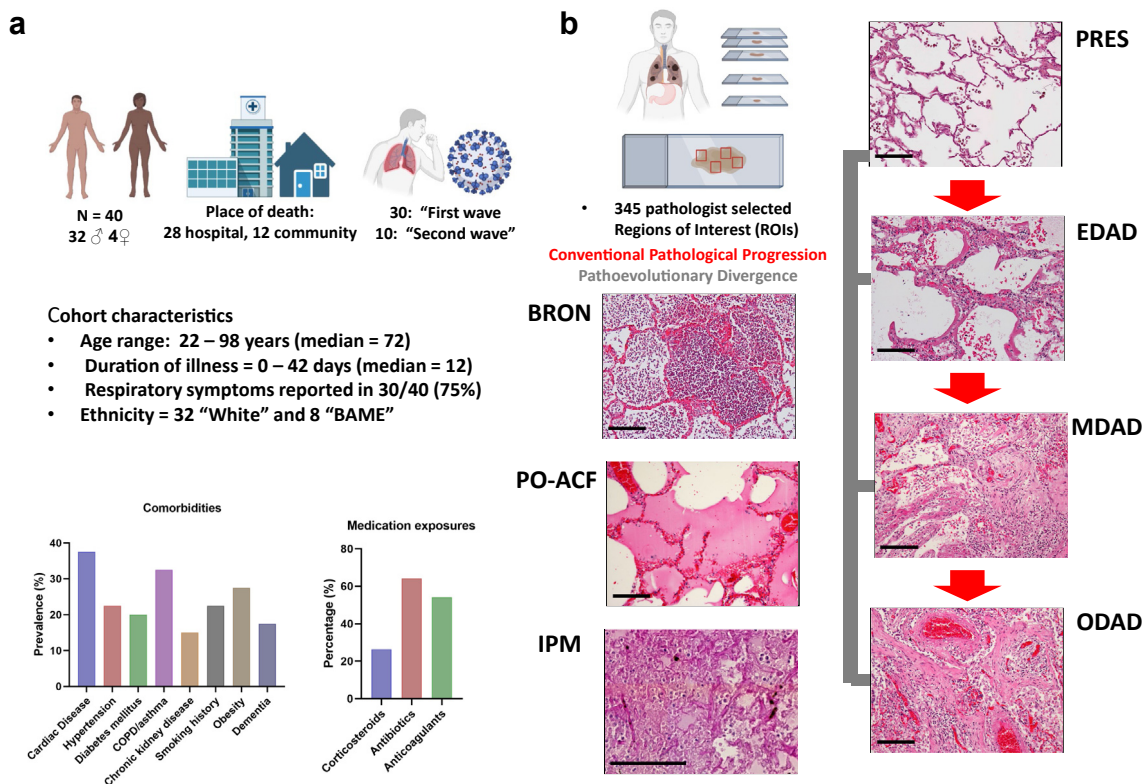 a
N = 40
32 ♂ 4♀
Place of death:
28 hospital, 12 community
30: “First wave
10: “Second wave”
Cohort characteristics
• Age range: 22 – 98 years (median = 72)
• Duration of illness = 0 – 42 days (median = 12)
• Respiratory symptoms reported in 30/40 (75%)
• Ethnicity = 32 “White” and 8 “BAME”
Comorbidities
Prevalence (%)
40
30
20
10
0
Cardiac Disease
Hypertension
Diabetes mellitus
COPD/asthma
Chronic kidney disease
Smoking history
Obesity
Dementia
Medication exposures
Percentage (%)
80
60
40
20
0
Corticosteroids
Antibiotics
Anticoagulants
b
• 345 pathologist selected
Regions of Interest (ROIs)
Conventional Pathological Progression
Pathoevolutionary Divergence
BRON
PO-ACF
IPM
PRES
EDAD
MDAD
ODAD